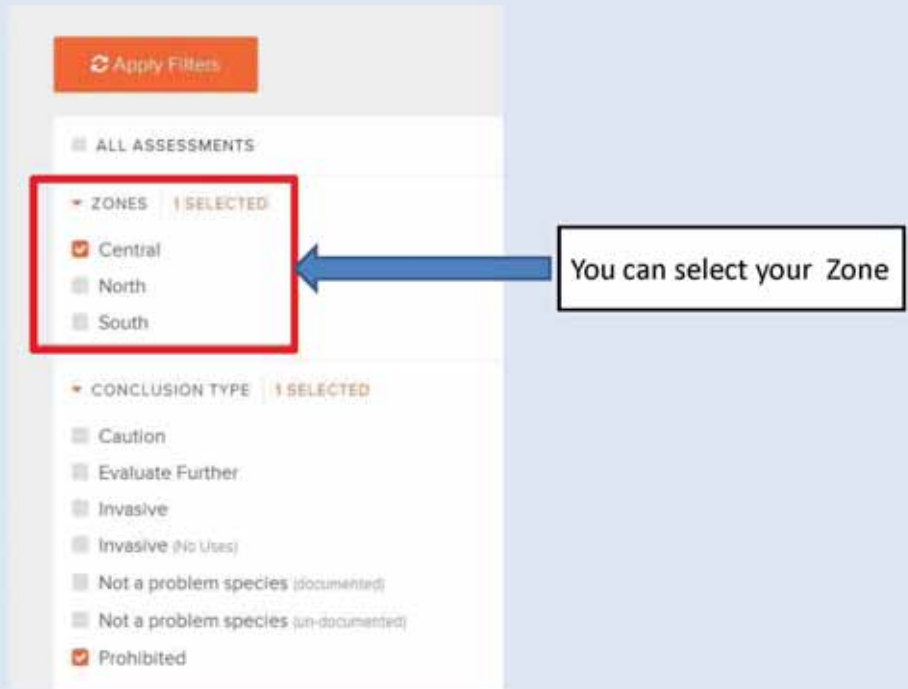 Apply Filters
ALL ASSESSMENTS
ZONES 1 SELECTED
Central
North
South
You can select your Zone
CONCLUSION TYPE 1 SELECTED
Caution
Evaluate Further
Invasive
Invasive (No Uses)
Not a problem species (documented)
Not a problem species (un-documented)
Prohibited